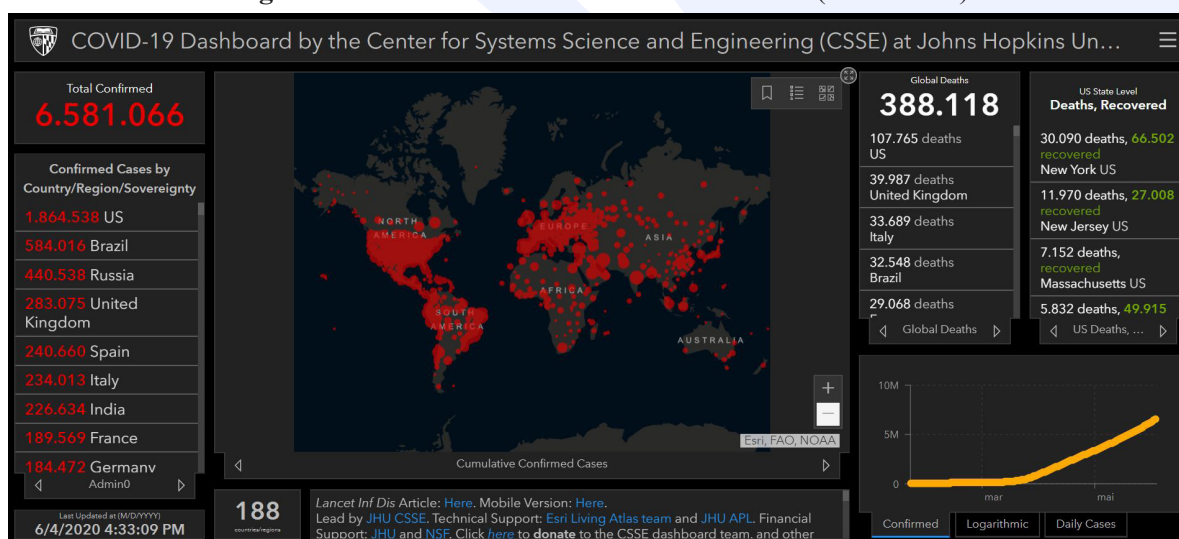 COVID-19 Dashboard by the Center for Systems Science and Engineering (CSSE) at Johns Hopkins Un...
Total Confirmed
6.581.066
Confirmed Cases by
Country/Region/Sovereignty
1.864.538 US
584.016 Brazil
440.538 Russia
283.075 United
Kingdom
240.660 Spain
234.013 Italy
226.634 India
189.569 France
184.472 Germany
Admin0
Last Updated at (M/D/YYYY)
6/4/2020 4:33:09 PM
NORTH
AMERICA
EUROPE
ASIA
AFRICA
SOUTH
AMERICA
AUSTRALIA
+
−
Esri, FAO, NOAA
Cumulative Confirmed Cases
188
countries/regions
Lancet Inf Dis Article: Here. Mobile Version: Here.
Lead by JHU CSSE. Technical Support: Esri Living Atlas team and JHU APL. Financial
Support: JHU and NSF. Click here to donate to the CSSE dashboard team, and other
Global Deaths
388.118
107.765 deaths
US
39.987 deaths
United Kingdom
33.689 deaths
Italy
32.548 deaths
Brazil
29.068 deaths
Global Deaths
US State Level
Deaths, Recovered
30.090 deaths, 66.502
recovered
New York US
11.970 deaths, 27.008
recovered
New Jersey US
7.152 deaths,
recovered
Massachusetts US
5.832 deaths, 49.915
US Deaths, ...
10M
5M
0
mar
mai
Confirmed
Logarithmic
Daily Cases